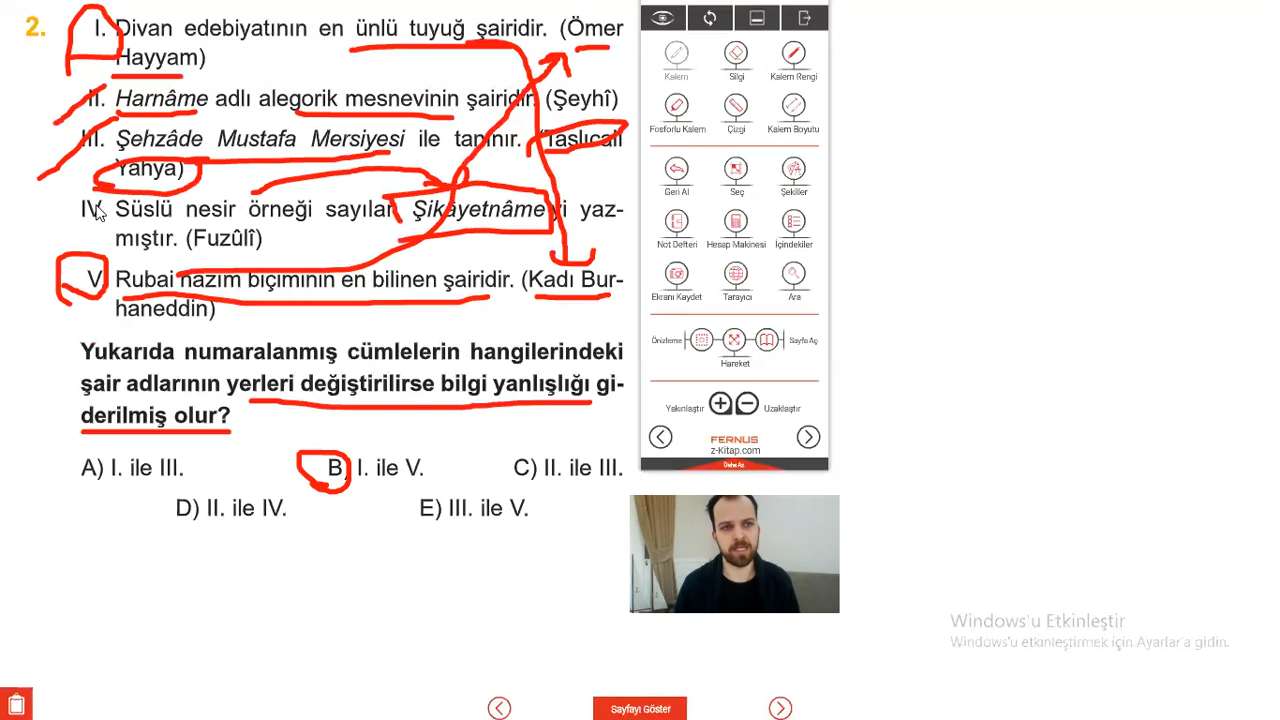 2.
I. Divan edebiyatının en ünlü tuyuğ şairidir. (Ömer
Hayyam)
II. Harnâme adlı alegorik mesnevinin şairidir. (Şeyhî)
III. Şehzâde Mustafa Mersiyesi ile tanınır. (Taşlıcalı
Yahya)
IV. Süslü nesir örneği sayılan Şikâyetnâme'yi yaz-
mıştır. (Fuzûlî)
V. Rubai nazım biçiminin en bilinen şairidir. (Kadı Bur-
haneddin)
Yukarıda numaralanmış cümlelerin hangilerindeki
şair adlarının yerleri değiştirilirse bilgi yanlışlığı gi-
derilmiş olur?
A) I. ile III. B) I. ile V. C) II. ile III.
D) II. ile IV. E) III. ile V.
Kalem Silgi Kalem Rengi
Fosforlu Kalem Çizgi Kalem Boyutu
Geri Al Seç Şekiller
Not Defteri Hesap Makinesi İçindekiler
Ekranı Kaydet Tarayıcı Ara
Önizleme Sayfa Aç
Hareket
Yakınlaştır Uzaklaştır
FERNUS
z-Kitap.com
Daha Az
Windows'u Etkinleştir
Windows'u etkinleştirmek için Ayarlar'a gidin.
Sayfayı Göster